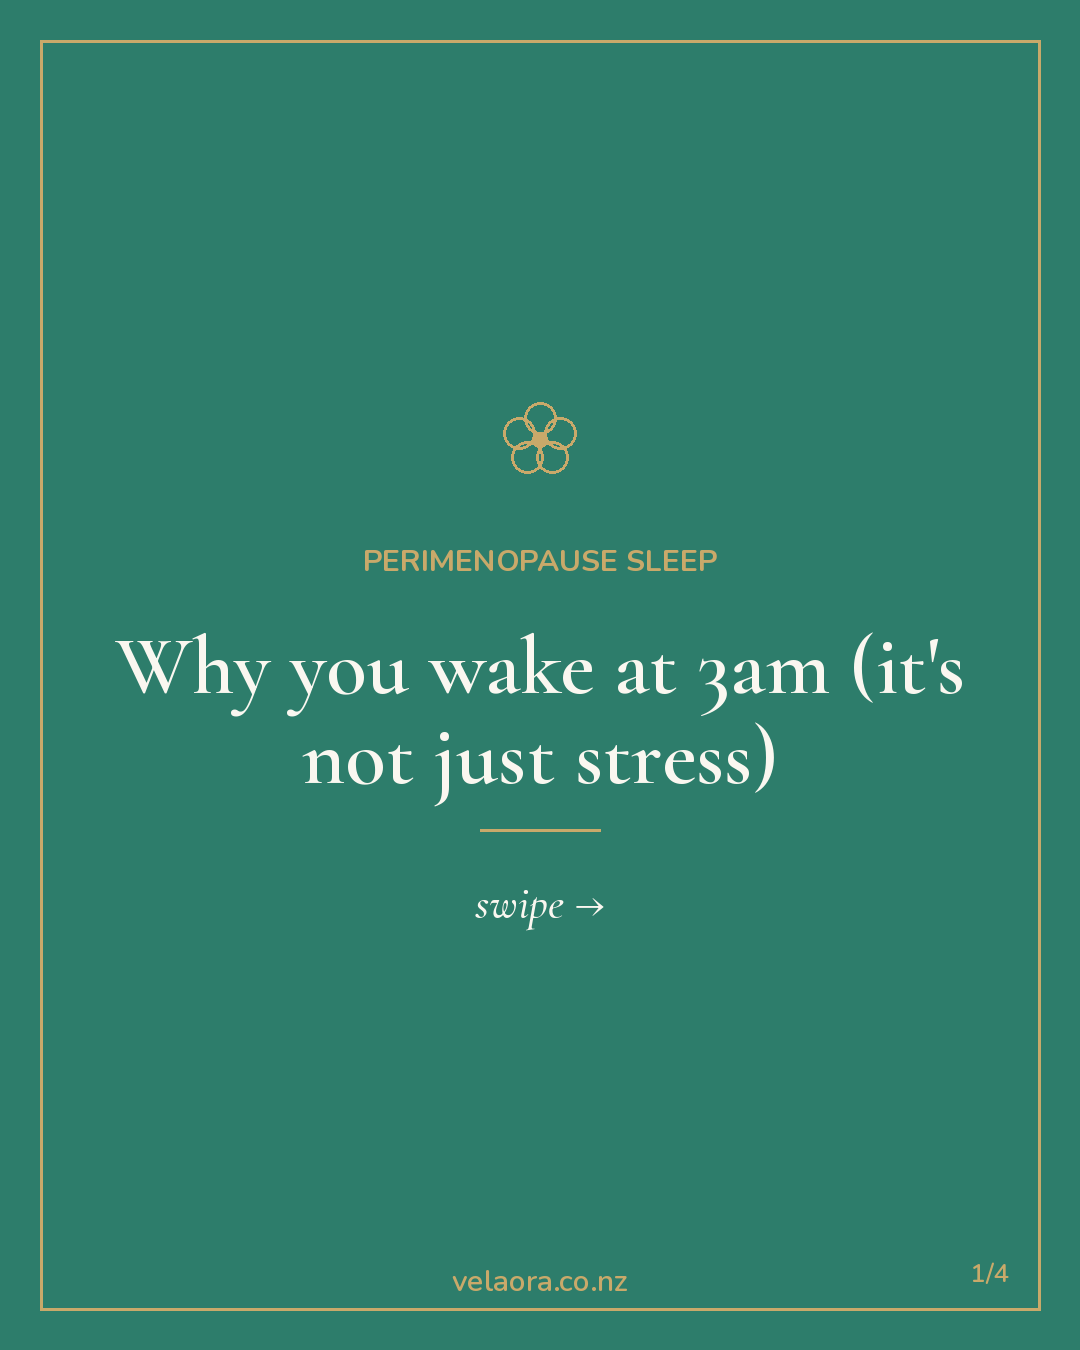 PERIMENOPAUSE SLEEP
Why you wake at 3am (it's
not just stress)
swipe →
velaora.co.nz
1/4